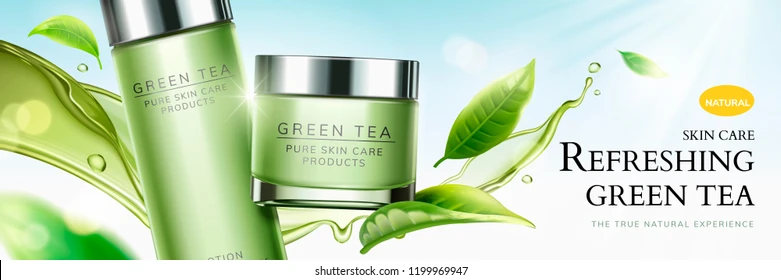 GREEN TEA
PURE SKIN CARE
PRODUCTS
GREEN TEA
PURE SKIN CARE
PRODUCTS
NATURAL
SKIN CARE
REFRESHING
GREEN TEA
THE TRUE NATURAL EXPERIENCE
shutterstock.com · 1199969947